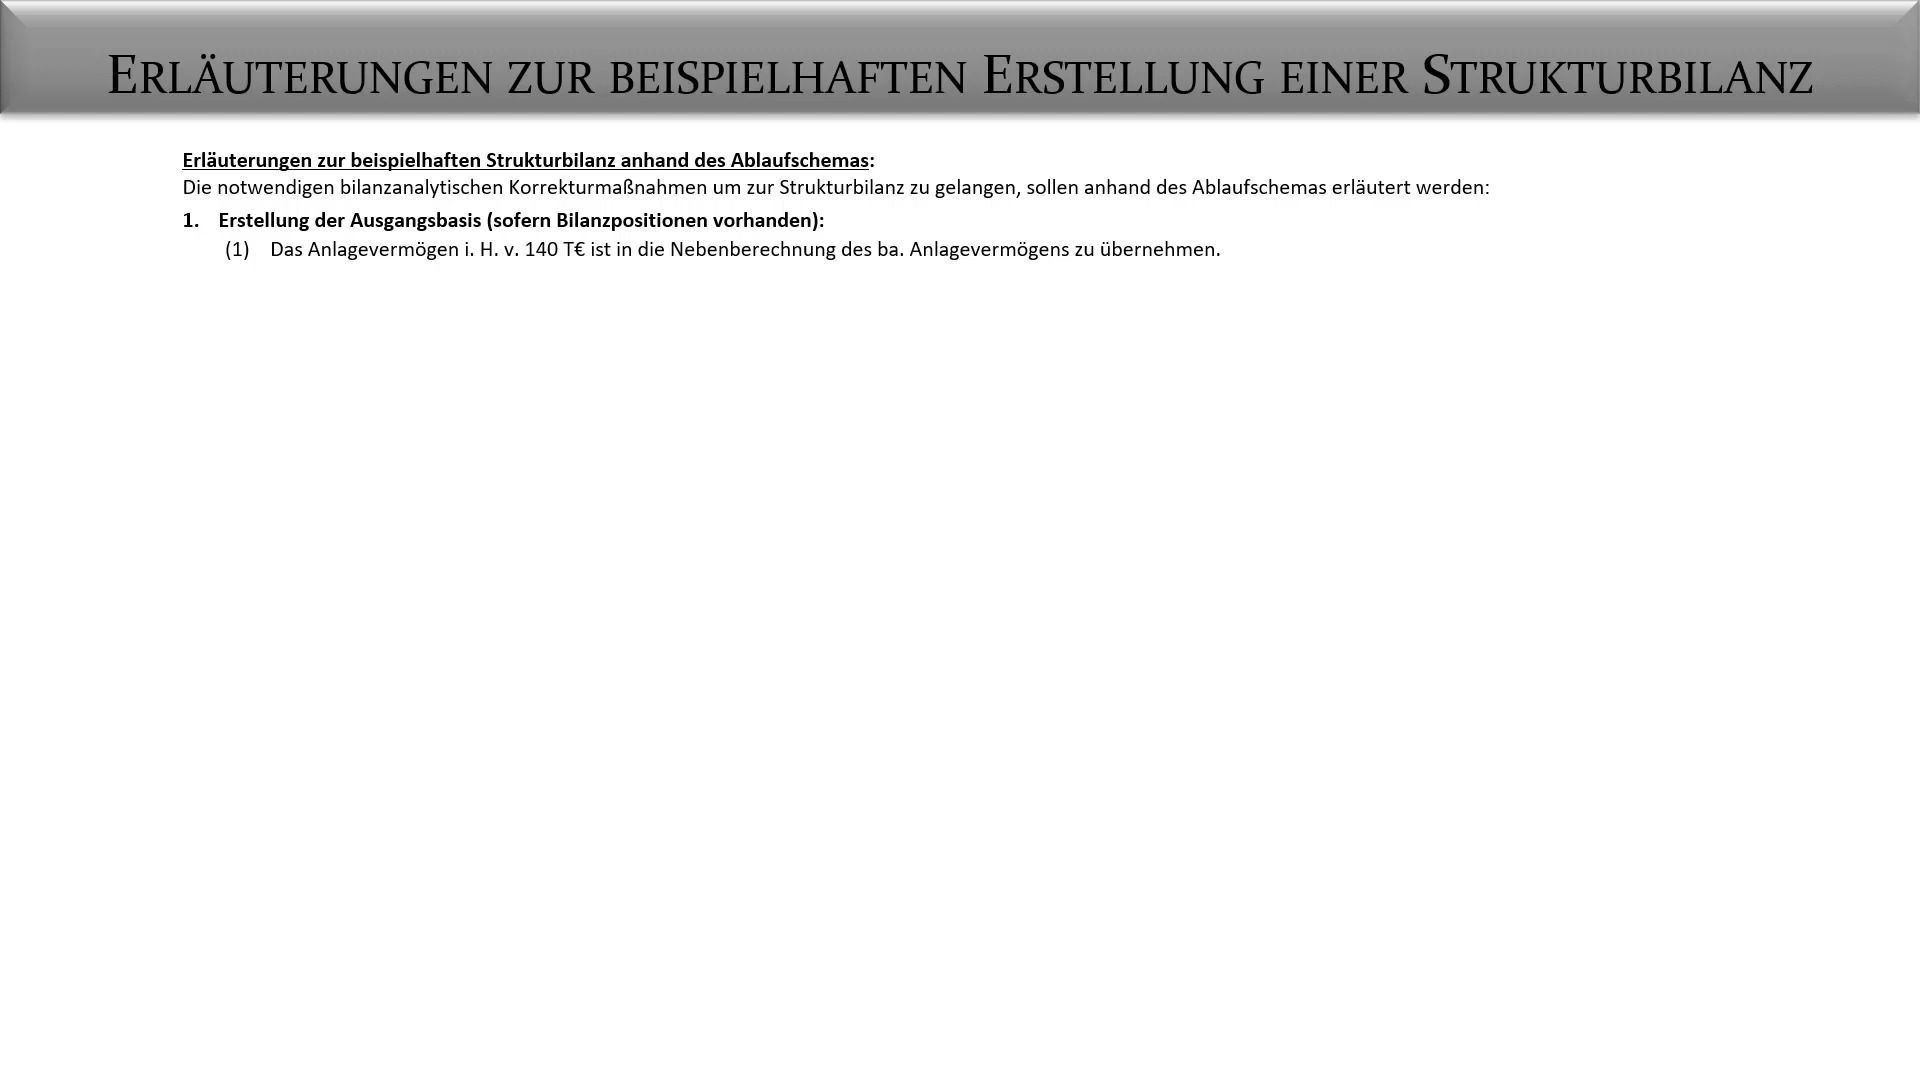 Erläuterungen zur beispielhaften Erstellung einer Strukturbilanz
Erläuterungen zur beispielhaften Strukturbilanz anhand des Ablaufschemas:
Die notwendigen bilanzanalytischen Korrekturmaßnahmen um zur Strukturbilanz zu gelangen, sollen anhand des Ablaufschemas erläutert werden:
1. Erstellung der Ausgangsbasis (sofern Bilanzpositionen vorhanden):
(1) Das Anlagevermögen i. H. v. 140 T€ ist in die Nebenberechnung des ba. Anlagevermögens zu übernehmen.